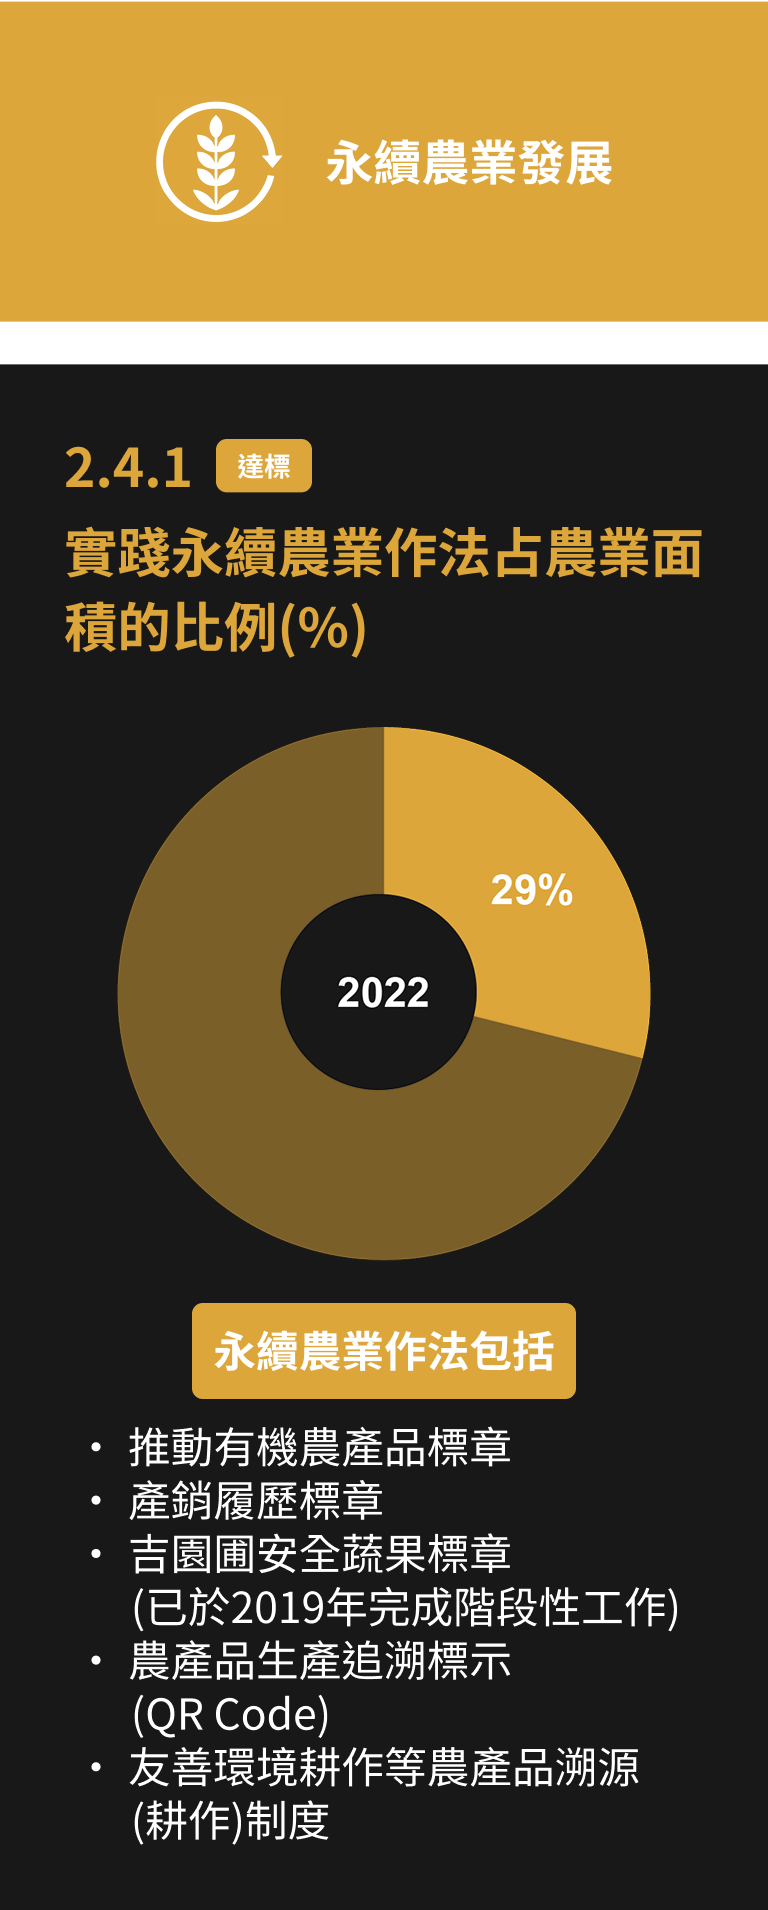 永續農業發展
2.4.1 達標
實踐永續農業作法占農業面
積的比例(%)
29%
2022
永續農業作法包括
• 推動有機農產品標章
• 產銷履歷標章
• 吉園圃安全蔬果標章
(已於2019年完成階段性工作)
• 農產品生產追溯標示
(QR Code)
• 友善環境耕作等農產品溯源
(耕作)制度